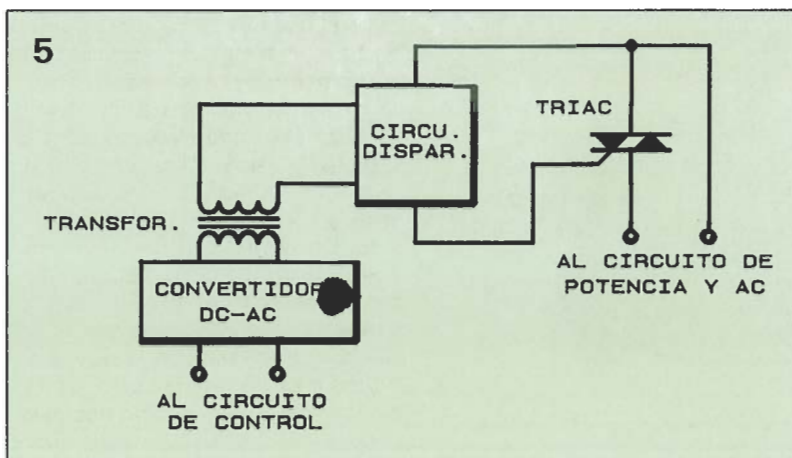 5
CIRCU.
DISPAR.
TRIAC
TRANSFOR.
AL CIRCUITO DE
POTENCIA Y AC
CONVERTIDOR
DC-AC
AL CIRCUITO
DE CONTROL